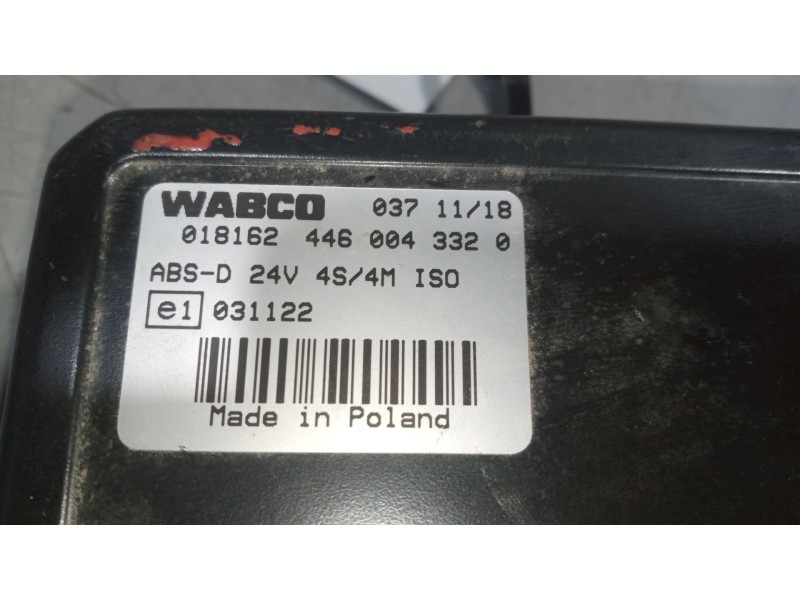 WABCO 037 11/18
018162 446 004 332 0
ABS-D 24V 4S/4M ISO
e1 031122
Made in Poland